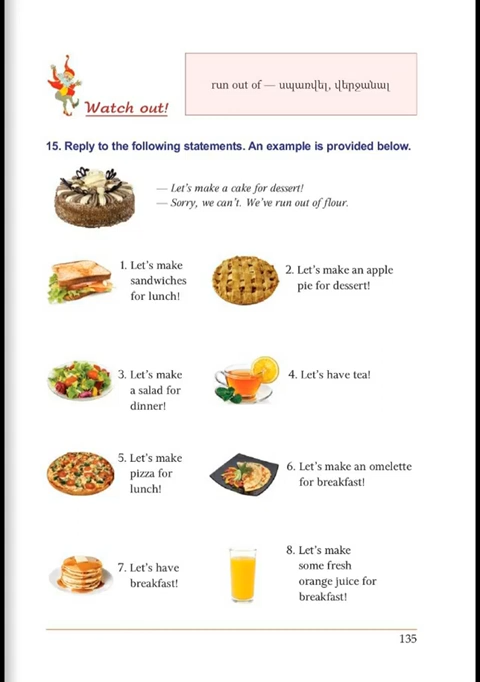 run out of — սպառվել, վերջանալ
Watch out!
15. Reply to the following statements. An example is provided below.
— Let's make a cake for dessert!
— Sorry, we can't. We've run out of flour.
1. Let's make
sandwiches
for lunch!
2. Let's make an apple
pie for dessert!
3. Let's make
a salad for
dinner!
4. Let's have tea!
5. Let's make
pizza for
lunch!
6. Let's make an omelette
for breakfast!
7. Let's have
breakfast!
8. Let's make
some fresh
orange juice for
breakfast!
135